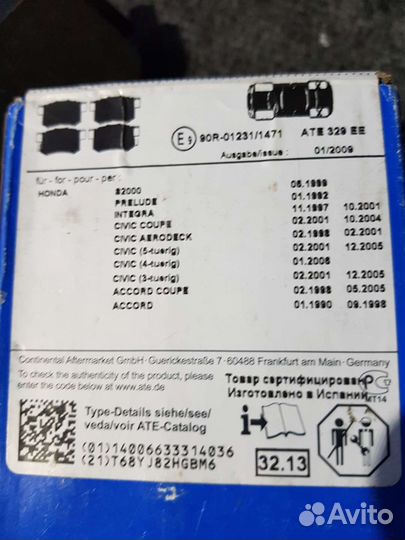 E9 90R-01231/1471 ATE 329 EE
Ausgabe/issue : 01/2009
für - for - pour - per :
HONDA S2000 06.1999
PRELUDE 01.1992
INTEGRA 11.1997 10.2001
CIVIC COUPE 02.2001 10.2004
CIVIC AERODECK 02.1998 02.2001
CIVIC (5-tuerig) 02.2001 12.2005
CIVIC (4-tuerig) 01.2006
CIVIC (3-tuerig) 02.2001 12.2005
ACCORD COUPE 02.1998 05.2005
ACCORD 01.1990 09.1998
Continental Aftermarket GmbH · Guerickestraße 7 · 60488 Frankfurt am Main · Germany
To check the authenticity of the product, please
enter the code below at www.ate.de.
Товар сертифицирован
Изготовлено в Испании
МТ14
Type-Details siehe/see/
veda/voir ATE-Catalog
(01)14006633314036
(21)T68YJ82HGBM6
i
32.13
Avito